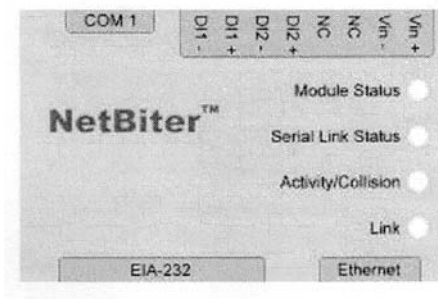 COM 1
DI1 -
DI1 +
DI2 -
DI2 +
NC
NC
Vin -
Vin +
Module Status
NetBiter™
Serial Link Status
Activity/Collision
Link
EIA-232
Ethernet